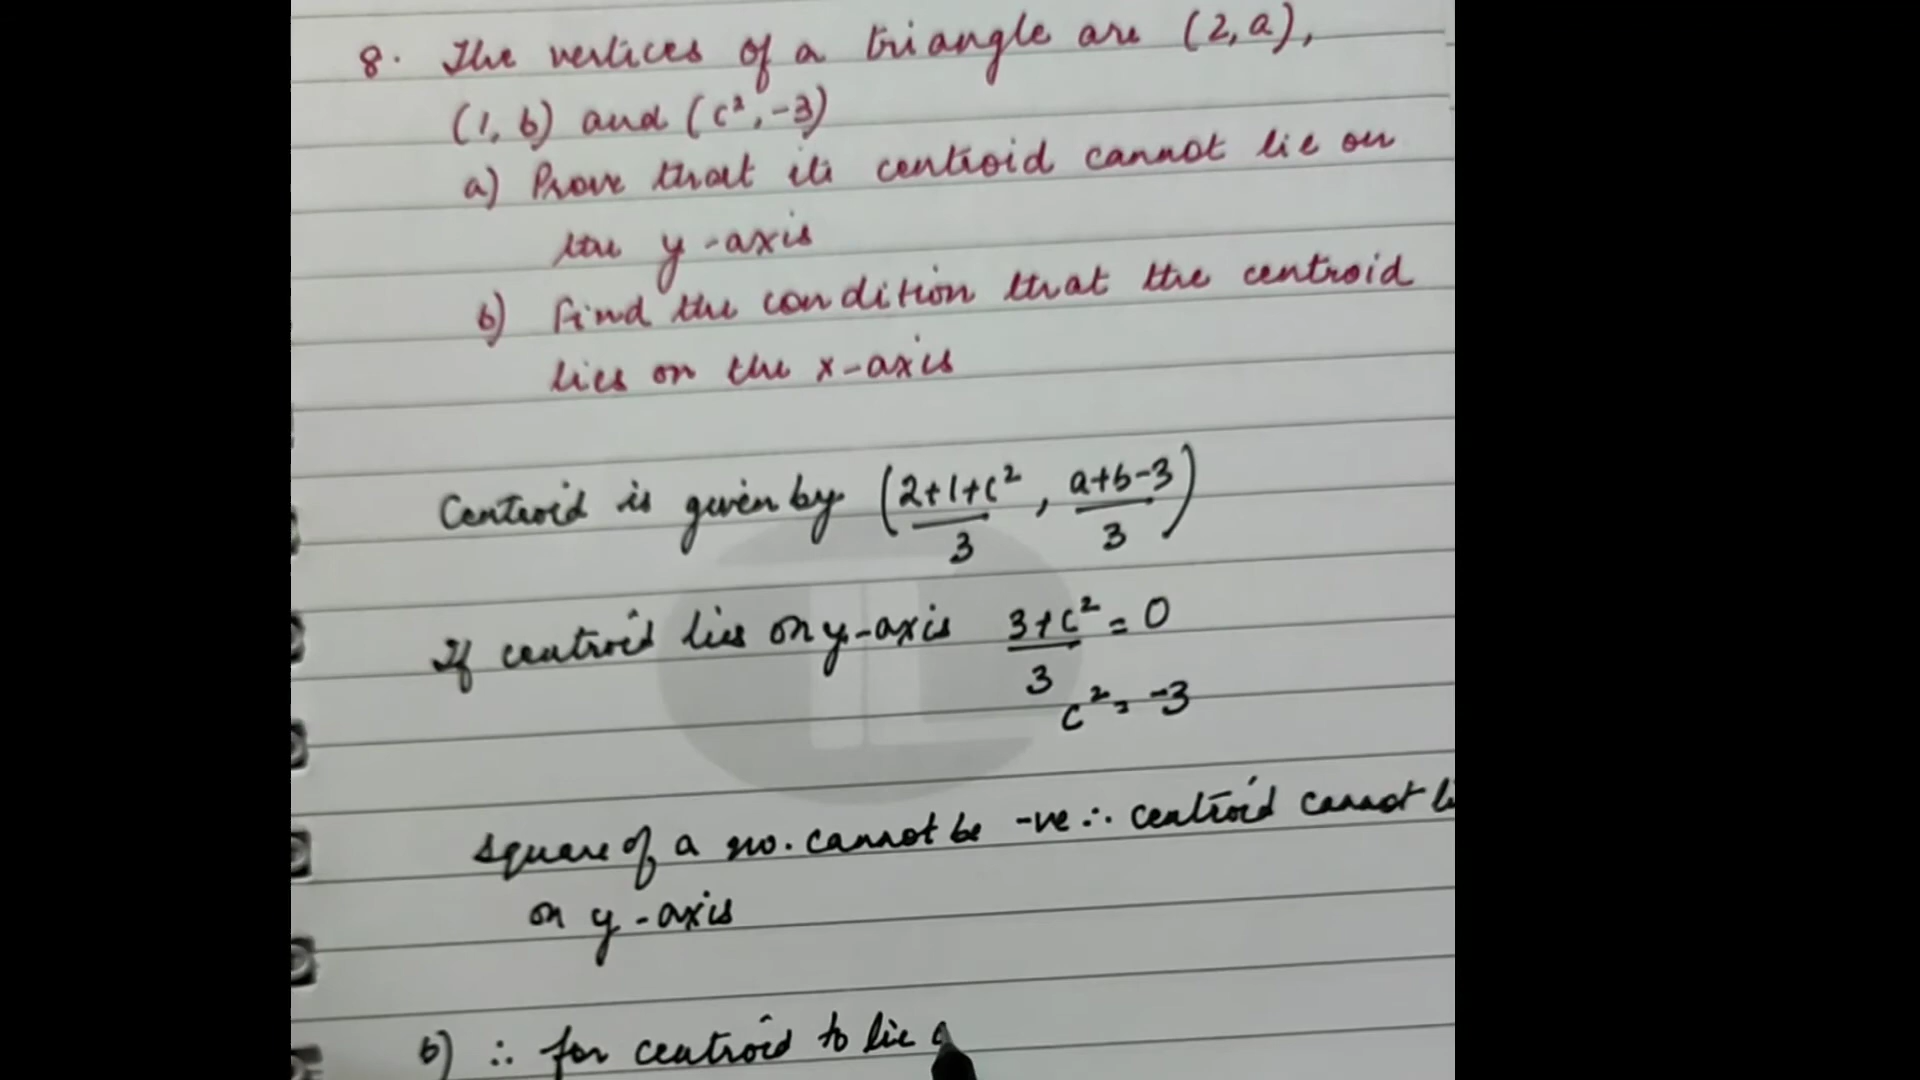 8. The vertices of a triangle are (2,a),
(1, b) and (c², -3)
a) Prove that its centroid cannot lie on
the y-axis
b) Find the condition that the centroid
lies on the x-axis
Centroid is given by (2+1+c²/3, a+b-3/3)
If centroid lies on y-axis 3+c²/3 = 0
c² = -3
square of a no. cannot be -ve ∴ centroid cannot li
on y-axis
b) ∴ for centroid to lie